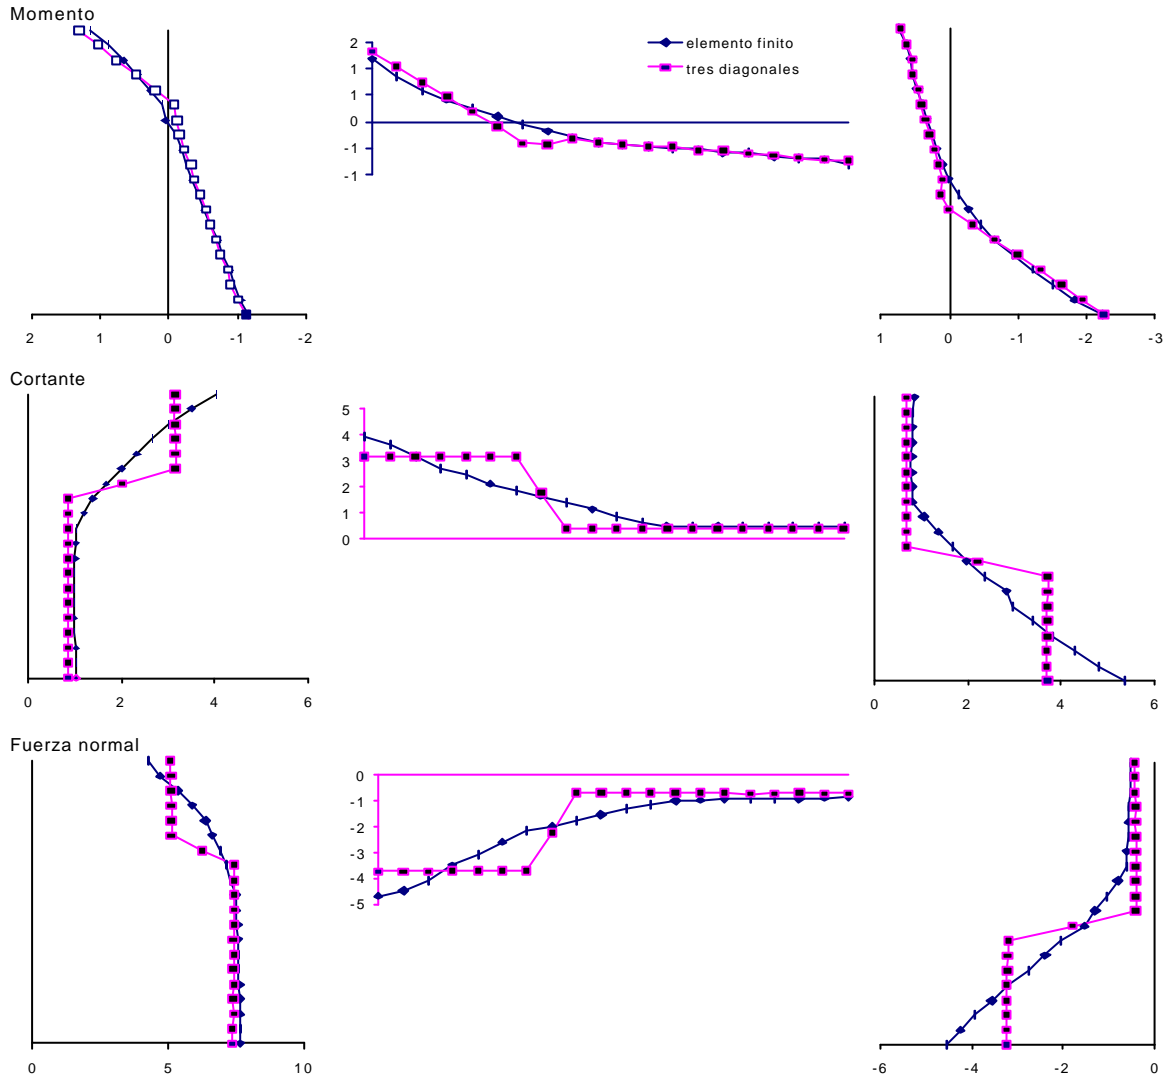 Momento
2
1
1
0
-1
-1
elemento finito
tres diagonales
2 1 0 -1 -2
1 0 -1 -2 -3
Cortante
5
4
3
2
1
0
0 2 4 6
0 2 4 6
Fuerza normal
0
-1
-2
-3
-4
-5
0 5 10
-6 -4 -2 0